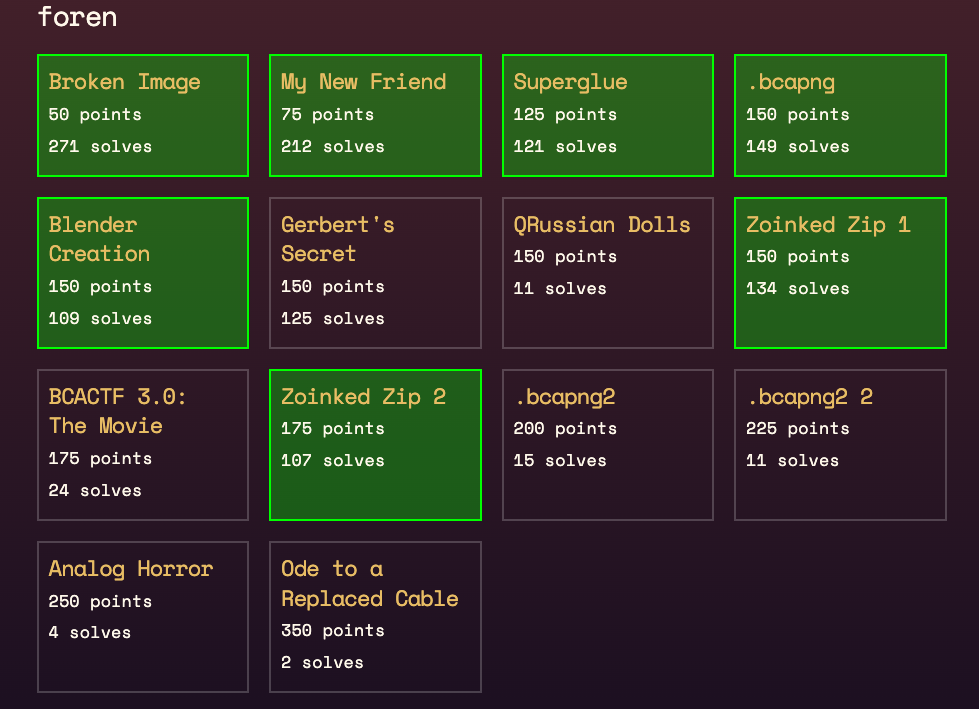 foren
Broken Image
50 points
271 solves
My New Friend
75 points
212 solves
Superglue
125 points
121 solves
.bcapng
150 points
149 solves
Blender
Creation
150 points
109 solves
Gerbert's
Secret
150 points
125 solves
QRussian Dolls
150 points
11 solves
Zoinked Zip 1
150 points
134 solves
BCACTF 3.0:
The Movie
175 points
24 solves
Zoinked Zip 2
175 points
107 solves
.bcapng2
200 points
15 solves
.bcapng2 2
225 points
11 solves
Analog Horror
250 points
4 solves
Ode to a
Replaced Cable
350 points
2 solves